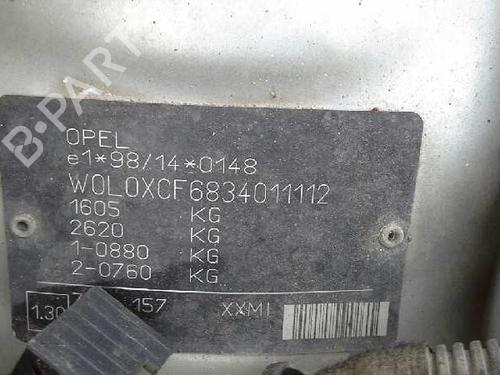 B-PARTS
OPEL
e1*98/14*0148
W0L0XCF6834011112
1605 KG
2620 KG
1-0880 KG
2-0760 KG
1.30 157 XXMI